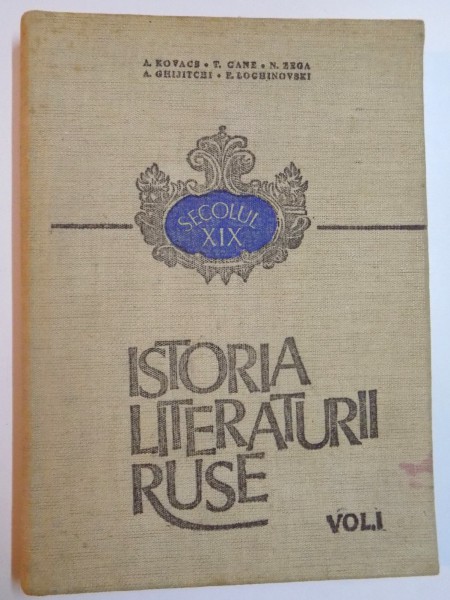 A. KOVACS • T. CANE • N. ZEGA
A. GHIJITCHI • E. LOGHINOVSKI
SECOLUL
XIX
ISTORIA
LITERATURII
RUSE
VOL.I